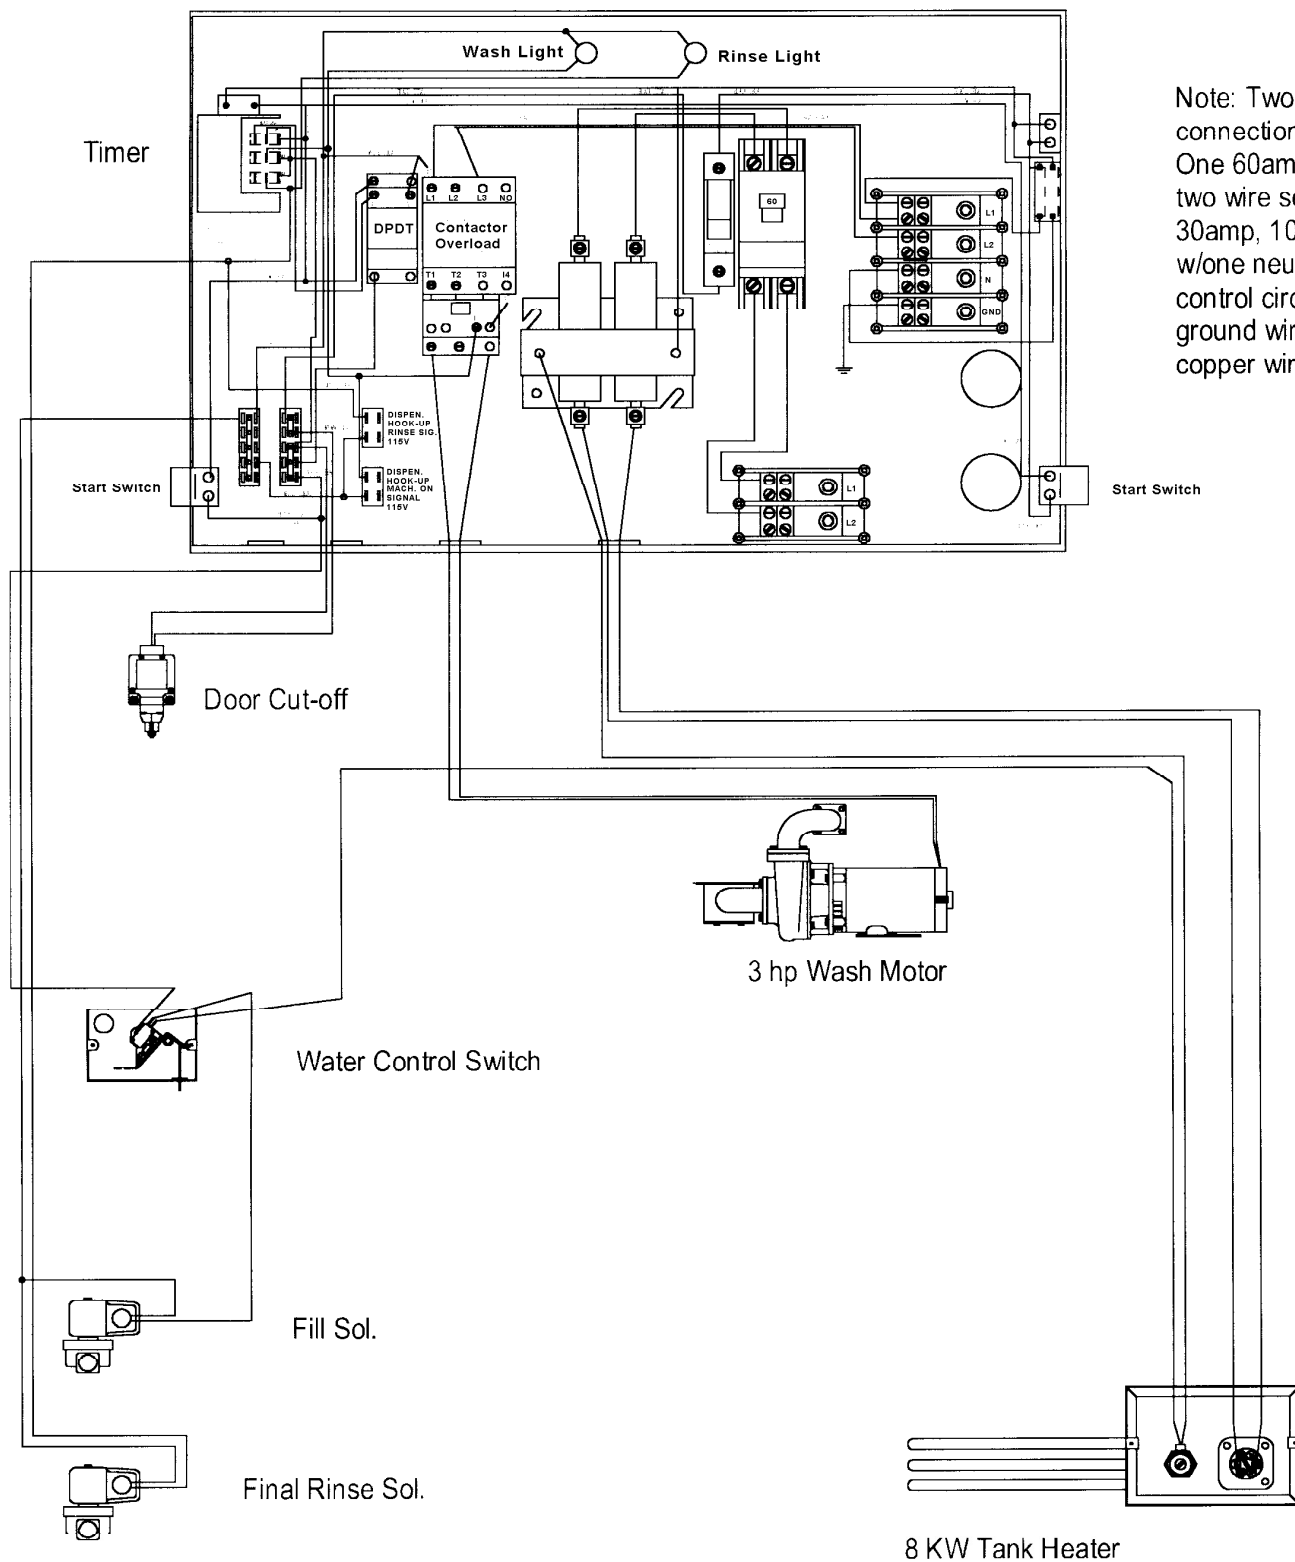 Wash Light
Rinse Light
Timer
Note: Two
connection
One 60am
two wire se
30amp, 10
w/one neu
control circ
ground wir
copper wir
L1 L2 L3 NO
DPDT
Contactor
Overload
T1 T2 T3 I4
60
L1
L2
N
GND
DISPEN.
HOOK-UP
RINSE SIG.
115V
DISPEN.
HOOK-UP
MACH. ON
SIGNAL
115V
Start Switch
L1
L2
Start Switch
Door Cut-off
3 hp Wash Motor
Water Control Switch
Fill Sol.
Final Rinse Sol.
8 KW Tank Heater